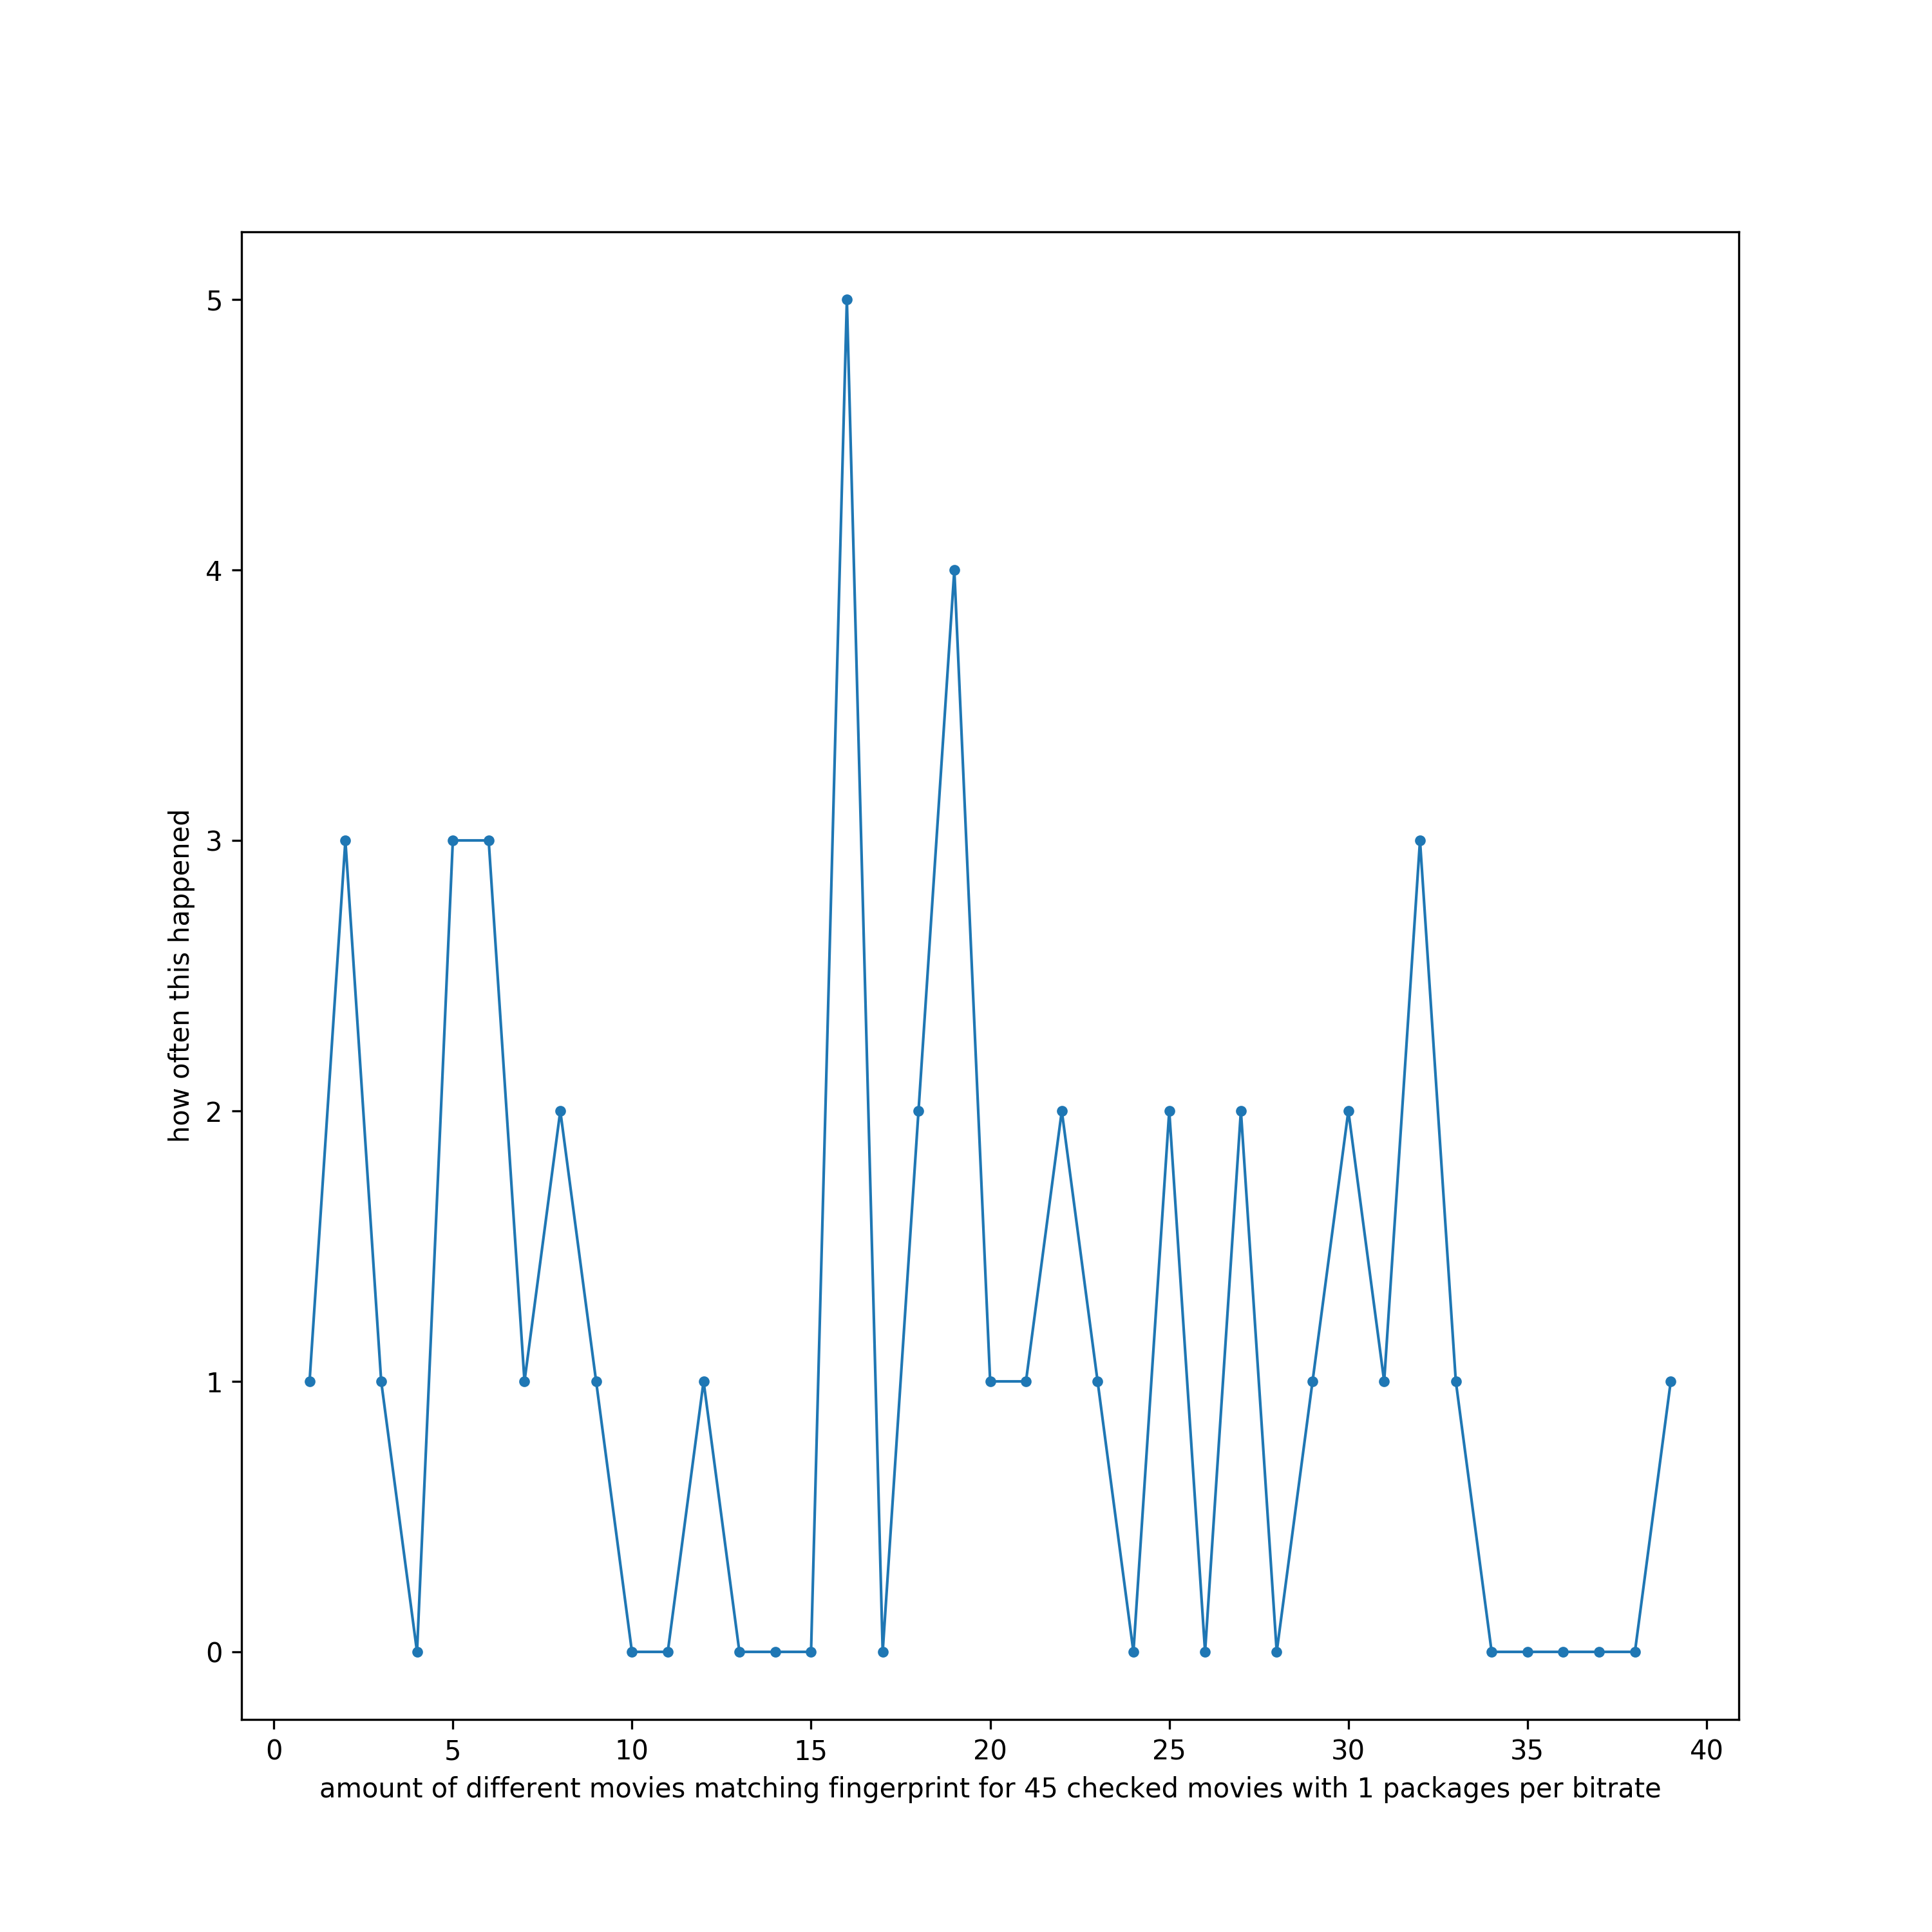 5
4
3
2
1
0
how often this happened
0 5 10 15 20 25 30 35 40
amount of different movies matching fingerprint for 45 checked movies with 1 packages per bitrate